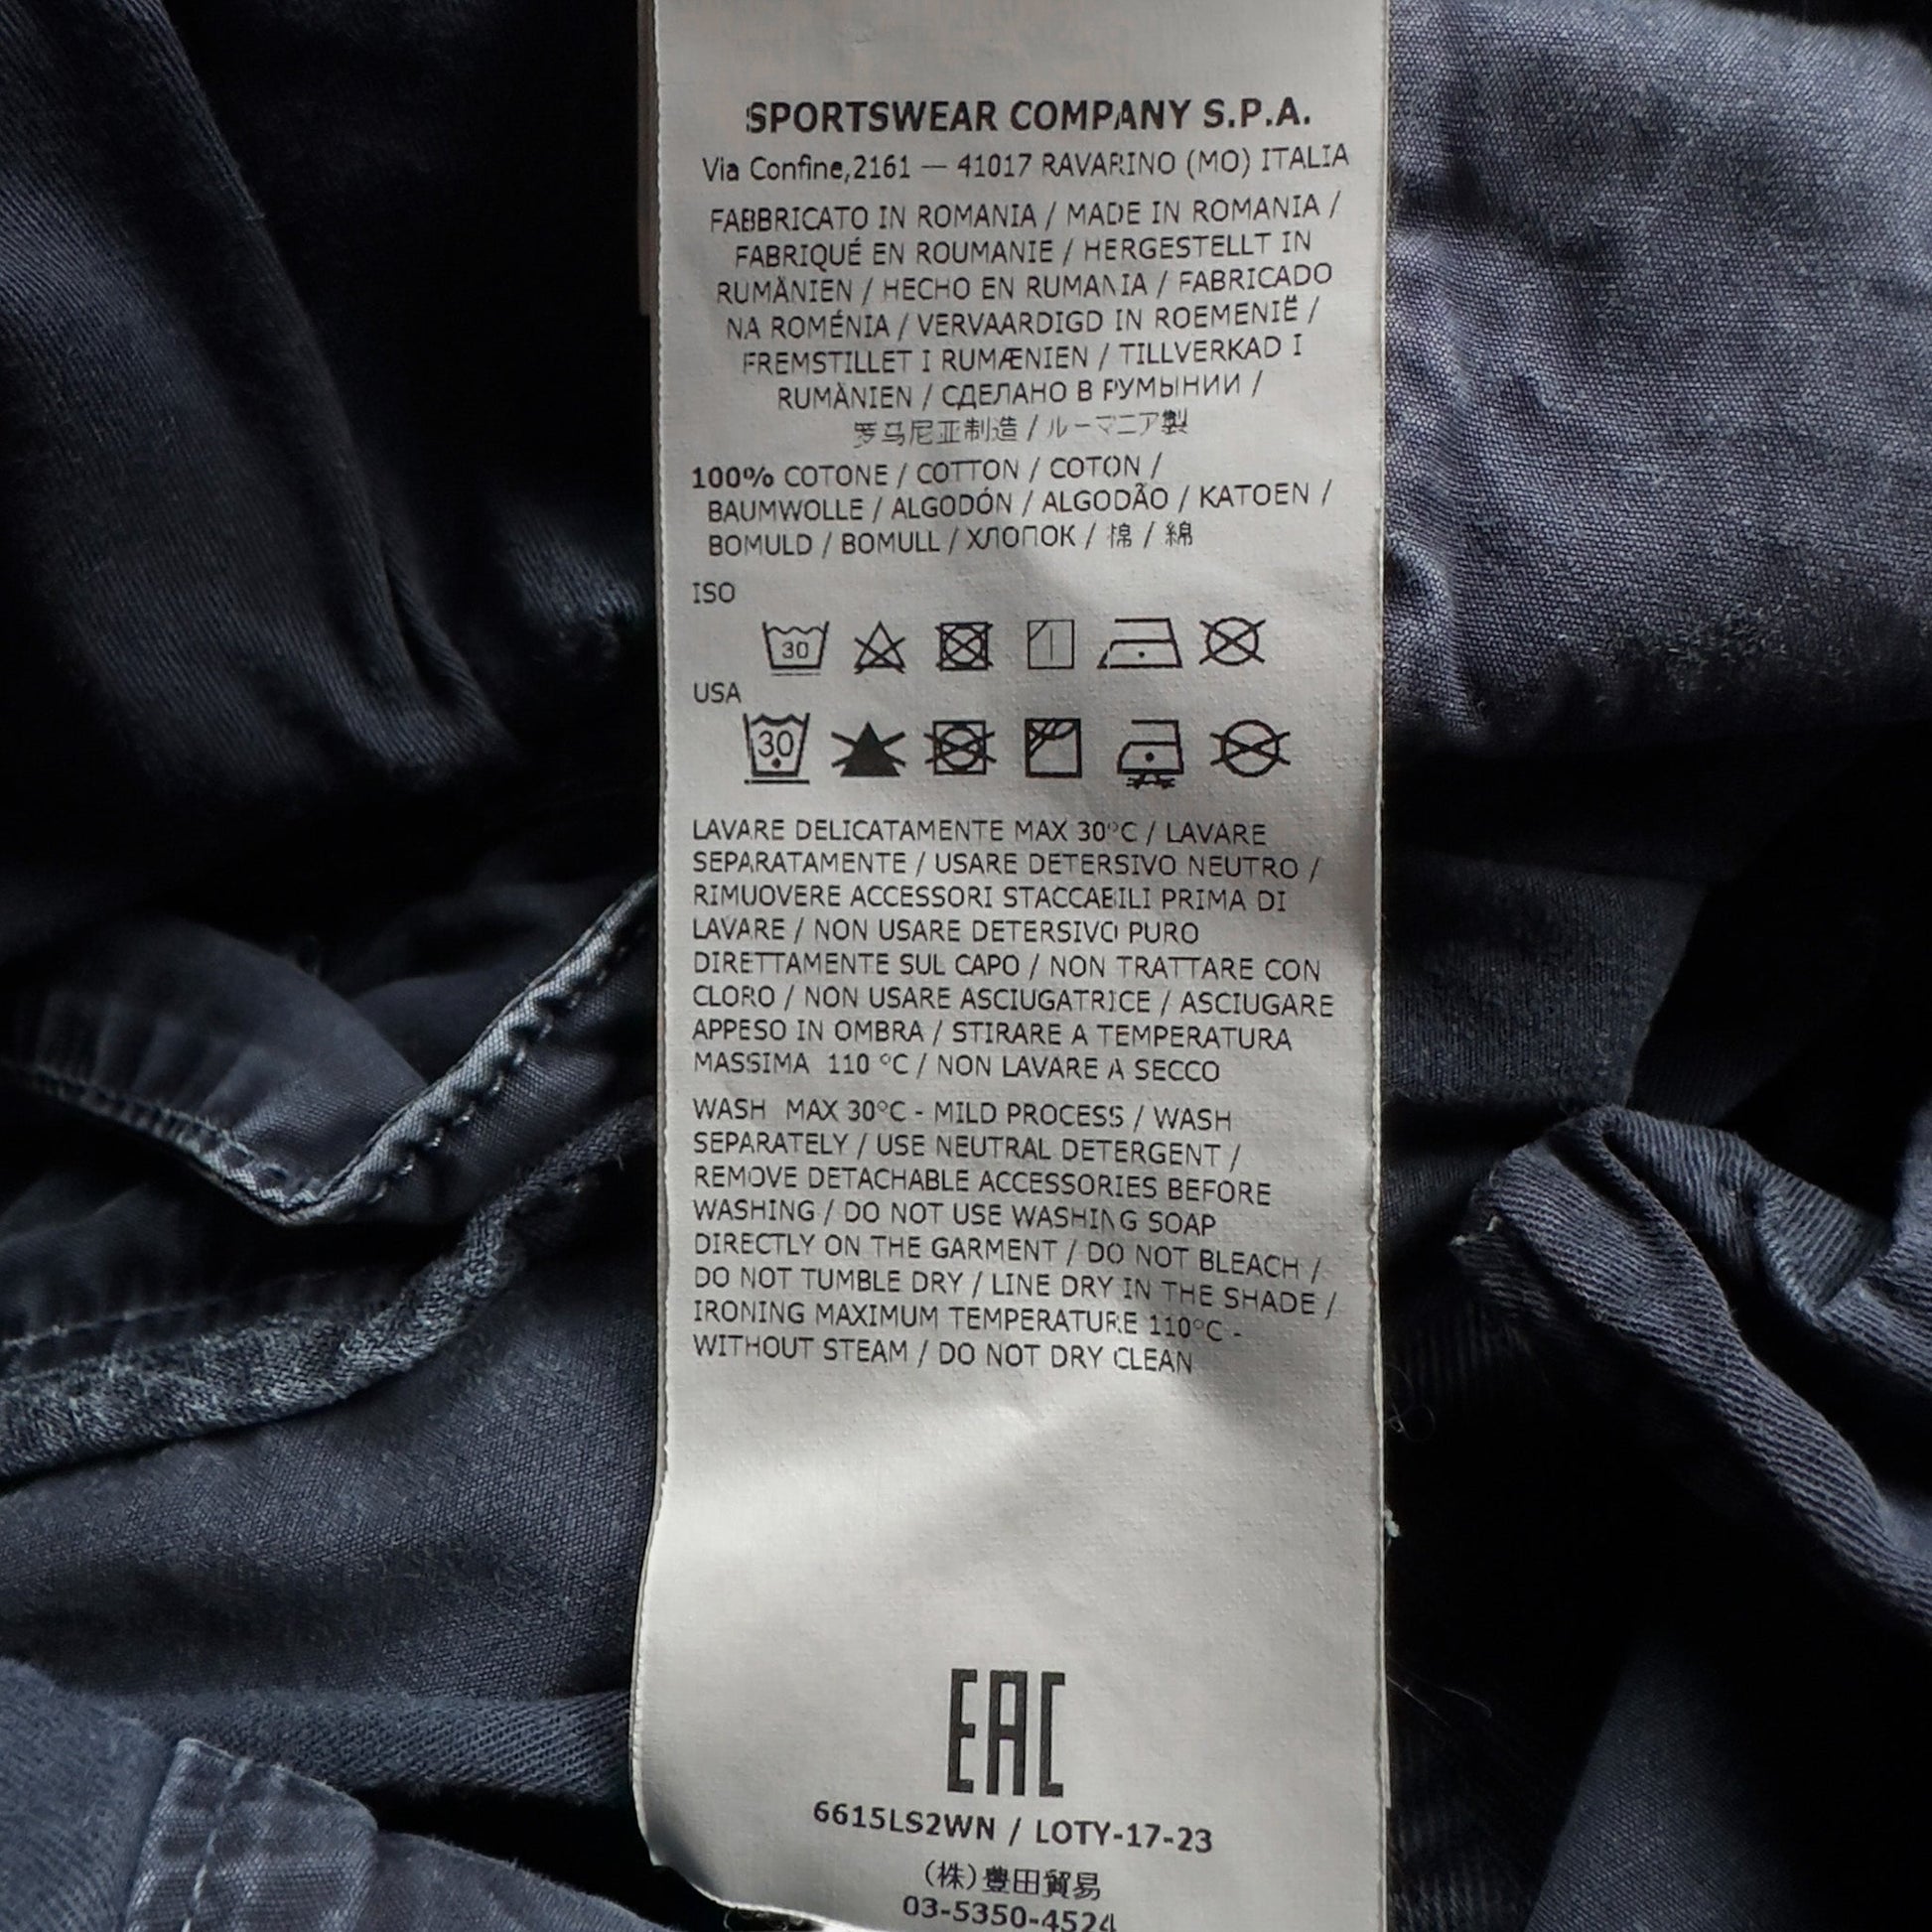 SPORTSWEAR COMPANY S.P.A.
Via Confine,2161 — 41017 RAVARINO (MO) ITALIA
FABBRICATO IN ROMANIA / MADE IN ROMANIA /
FABRIQUÉ EN ROUMANIE / HERGESTELLT IN
RUMÄNIEN / HECHO EN RUMANIA / FABRICADO
NA ROMÉNIA / VERVAARDIGD IN ROEMENIË /
FREMSTILLET I RUMÆNIEN / TILLVERKAD I
RUMÄNIEN / СДЕЛАНО В РУМЫНИИ /
罗马尼亚制造 / ルーマニア製
100% COTONE / COTTON / COTON /
BAUMWOLLE / ALGODÓN / ALGODÃO / KATOEN /
BOMULD / BOMULL / ХЛОПОК / 棉 / 綿
ISO
30
USA
30
LAVARE DELICATAMENTE MAX 30°C / LAVARE
SEPARATAMENTE / USARE DETERSIVO NEUTRO /
RIMUOVERE ACCESSORI STACCABILI PRIMA DI
LAVARE / NON USARE DETERSIVO PURO
DIRETTAMENTE SUL CAPO / NON TRATTARE CON
CLORO / NON USARE ASCIUGATRICE / ASCIUGARE
APPESO IN OMBRA / STIRARE A TEMPERATURA
MASSIMA 110 °C / NON LAVARE A SECCO
WASH MAX 30°C - MILD PROCESS / WASH
SEPARATELY / USE NEUTRAL DETERGENT /
REMOVE DETACHABLE ACCESSORIES BEFORE
WASHING / DO NOT USE WASHING SOAP
DIRECTLY ON THE GARMENT / DO NOT BLEACH /
DO NOT TUMBLE DRY / LINE DRY IN THE SHADE /
IRONING MAXIMUM TEMPERATURE 110°C -
WITHOUT STEAM / DO NOT DRY CLEAN
EAC
6615LS2WN / LOTY-17-23
(株)豊田貿易
03-5350-4524